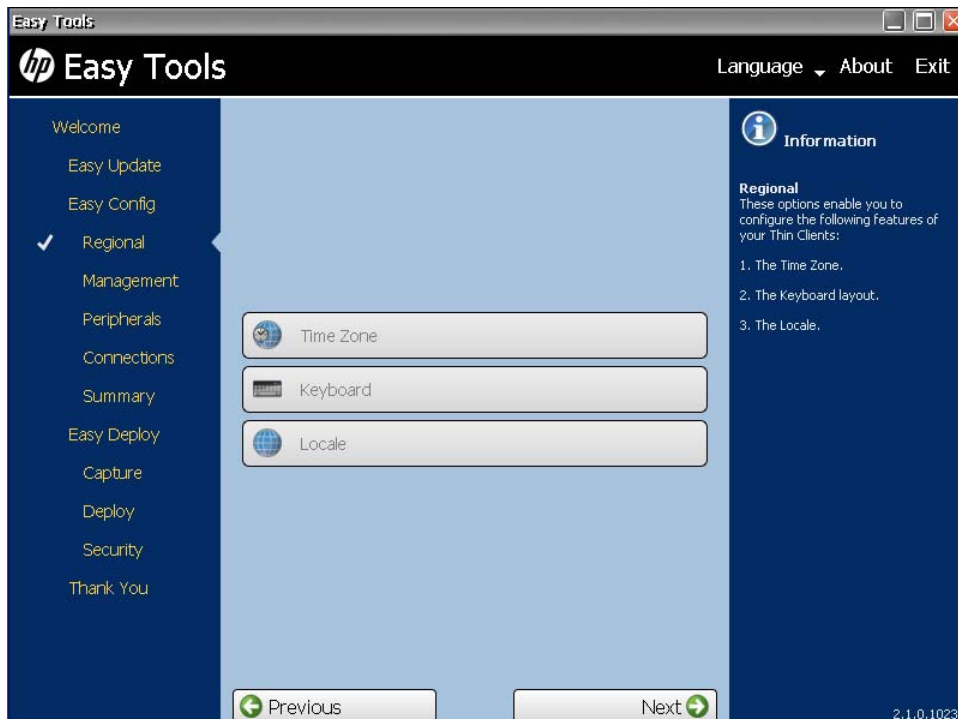 Easy Tools
hp Easy Tools
Language About Exit
Welcome
Easy Update
Easy Config
Regional
Management
Peripherals
Connections
Summary
Easy Deploy
Capture
Deploy
Security
Thank You
Time Zone
Keyboard
Locale
Previous
Next
Information
Regional
These options enable you to
configure the following features of
your Thin Clients:
1. The Time Zone.
2. The Keyboard layout.
3. The Locale.
2.1.0.1023